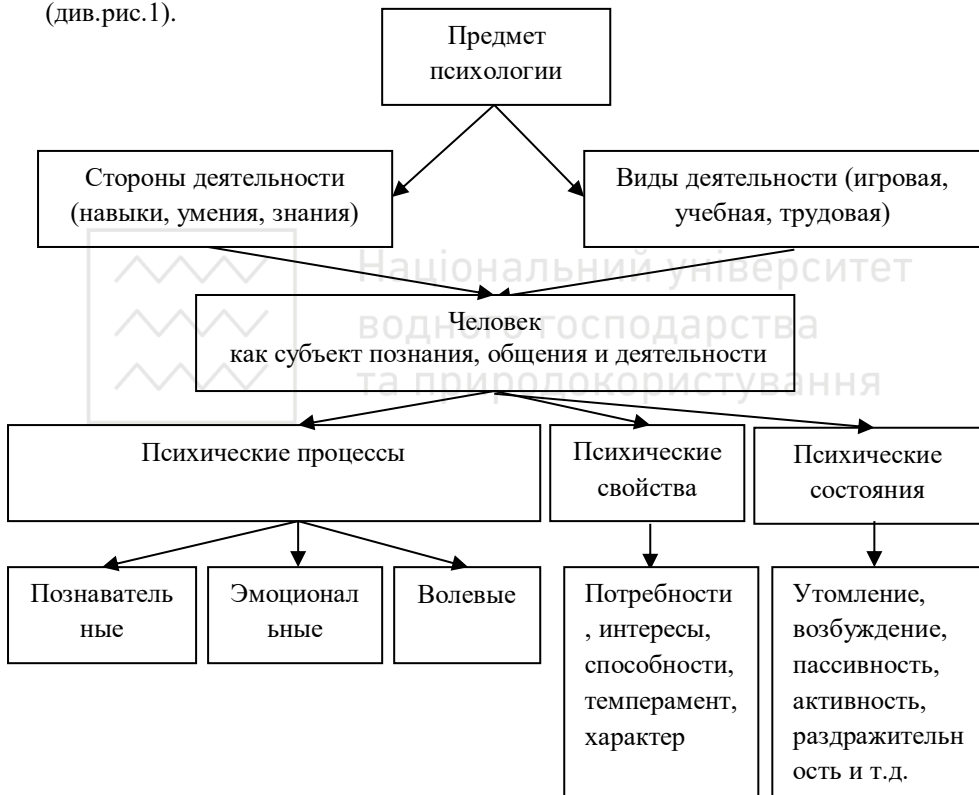 (див.рис.1).
Предмет
психологии
Стороны деятельности
(навыки, умения, знания)
Виды деятельности (игровая,
учебная, трудовая)
Національний університет
водного господарства
та природокористування
Человек
как субъект познания, общения и деятельности
Психические процессы
Психические
свойства
Психические
состояния
Познаватель
ные
Эмоционал
ьные
Волевые
Потребности
, интересы,
способности,
темперамент,
характер
Утомление,
возбуждение,
пассивность,
активность,
раздражительн
ость и т.д.